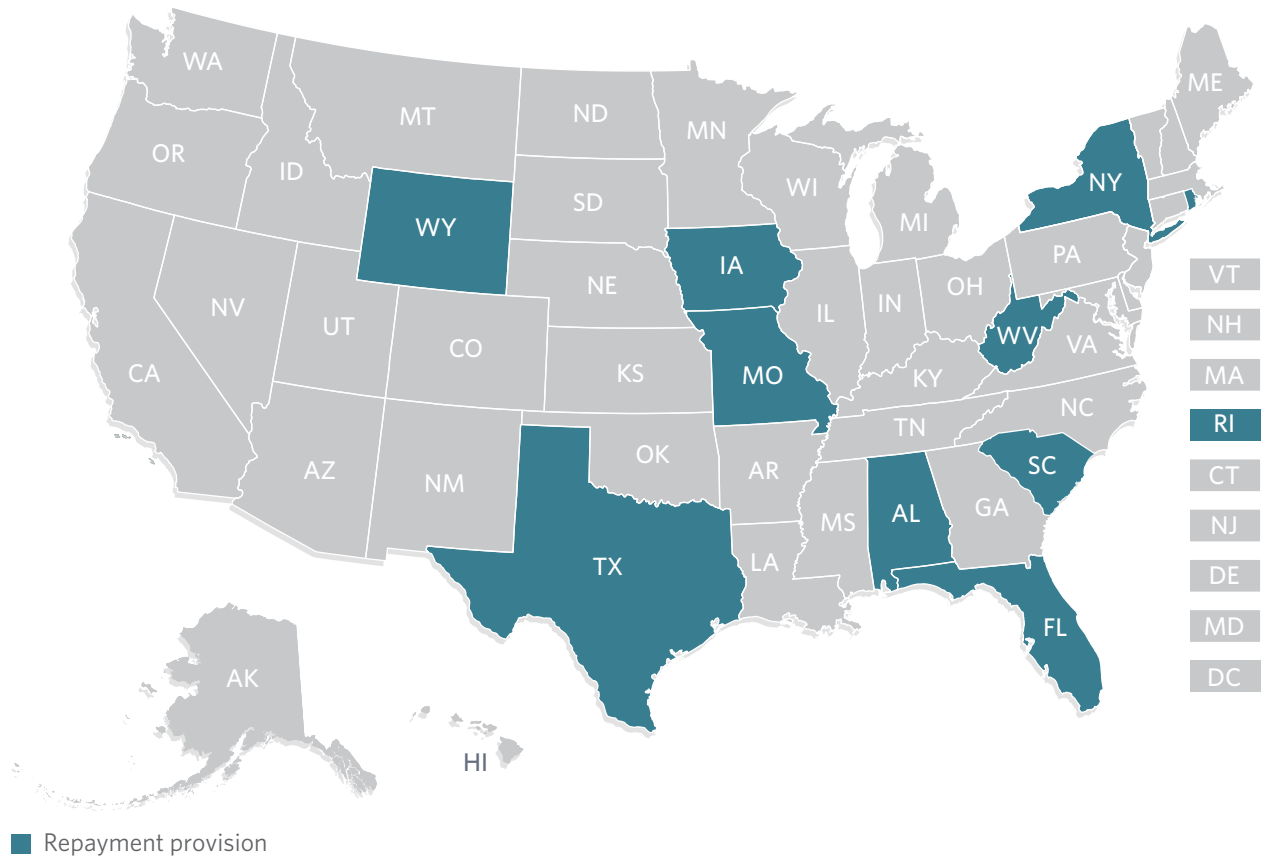 WA
ME
MT
ND
MN
OR
ID
NY
WI
SD
MI
WY
PA
IA
VT
NE
OH
NV
IN
IL
UT
NH
WV
VA
CO
MO
KS
CA
KY
MA
NC
RI
TN
OK
SC
AZ
AR
CT
NM
GA
AL
MS
NJ
LA
TX
DE
FL
MD
AK
DC
HI
Repayment provision